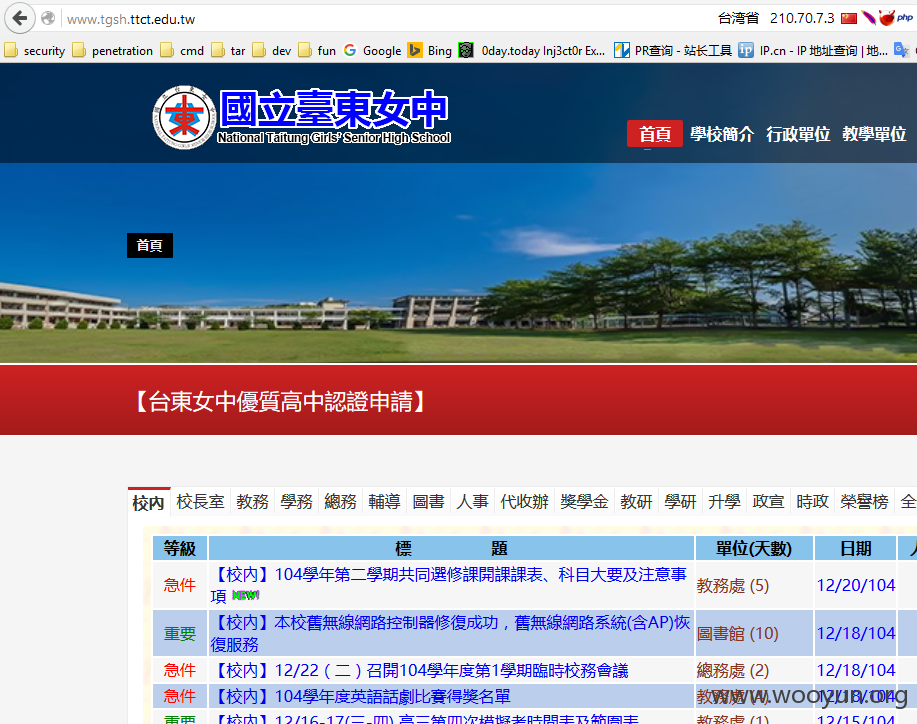 www.tgsh.ttct.edu.tw 台湾省 210.70.7.3 php
security penetration cmd tar dev fun Google Bing 0day.today Inj3ct0r Ex... PR查询 - 站长工具 IP.cn - IP 地址查询 | 地...
國立臺東女中
National Taitung Girls' Senior High School
首頁 學校簡介 行政單位 教學單位
首頁
【台東女中優質高中認證申請】
校內 校長室 教務 學務 總務 輔導 圖書 人事 代收辦 獎學金 教研 學研 升學 政宣 時政 榮譽榜 全
等級 標 題 單位(天數) 日期
急件 【校內】104學年第二學期共同選修課開課課表、科目大要及注意事項 NEW! 教務處 (5) 12/20/104
重要 【校內】本校舊無線網路控制器修復成功，舊無線網路系統(含AP)恢復服務 圖書館 (10) 12/18/104
急件 【校內】12/22（二）召開104學年度第1學期臨時校務會議 總務處 (2) 12/18/104
急件 【校內】104學年度英語話劇比賽得獎名單 教務處 12/18/104
重要 【校內】12/16-17(三-四) 高三第四次模擬考時間表及範圍表 教務處 (1) 12/15/104
www.wooyun.org